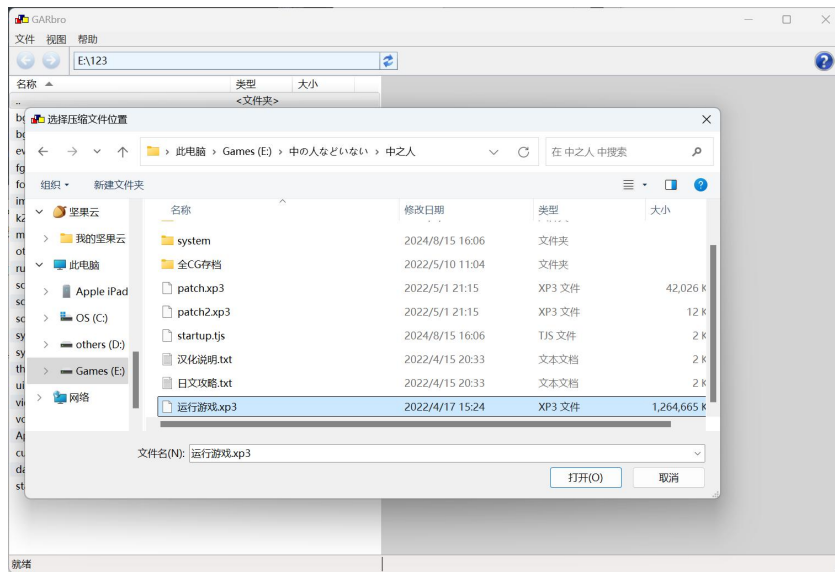 GARbro
文件 视图 帮助
E:\123
名称 类型 大小
.. <文件夹>
选择压缩文件位置
此电脑 › Games (E:) › 中の人などいない › 中之人
在 中之人 中搜索
组织 新建文件夹
名称 修改日期 类型 大小
坚果云
我的坚果云
此电脑
Apple iPad
OS (C:)
others (D:)
Games (E:)
网络
system 2024/8/15 16:06 文件夹
全CG存档 2022/5/10 11:04 文件夹
patch.xp3 2022/5/1 21:15 XP3 文件 42,026 K
patch2.xp3 2022/5/1 21:15 XP3 文件 12 K
startup.tjs 2024/8/15 16:06 TJS 文件 2 K
汉化说明.txt 2022/4/15 20:33 文本文档 2 K
日文攻略.txt 2022/4/15 20:33 文本文档 2 K
运行游戏.xp3 2022/4/17 15:24 XP3 文件 1,264,665 K
文件名(N): 运行游戏.xp3
打开(O) 取消
就绪